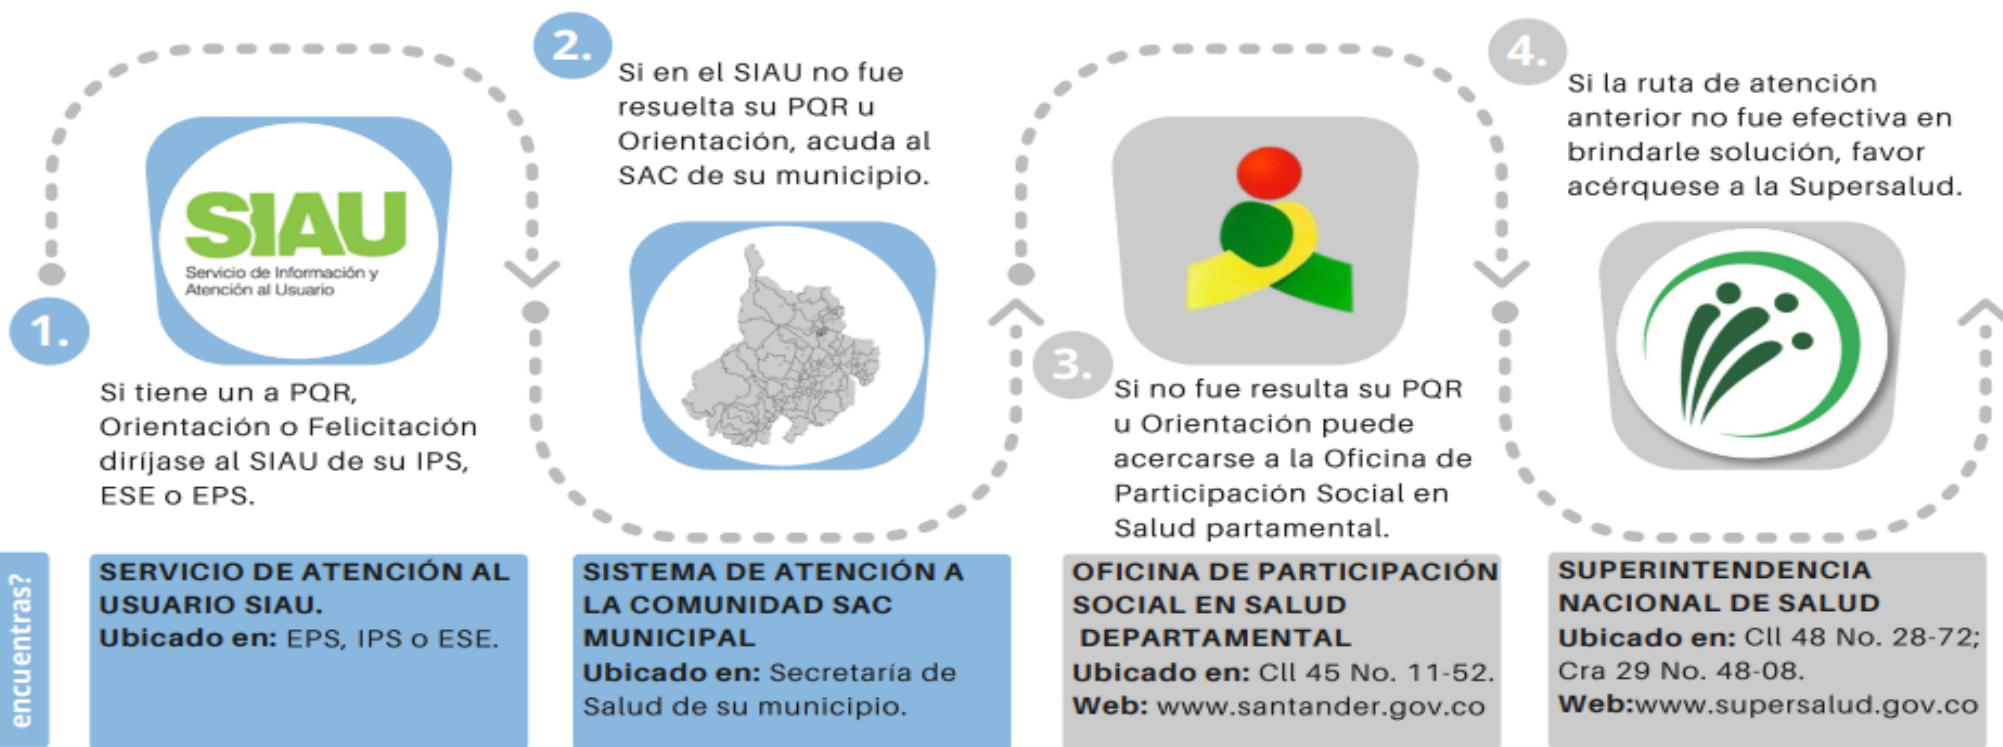 1.
SIAU
Servicio de Información y
Atención al Usuario
Si tiene un a PQR,
Orientación o Felicitación
diríjase al SIAU de su IPS,
ESE o EPS.
2.
Si en el SIAU no fue
resuelta su PQR u
Orientación, acuda al
SAC de su municipio.
3.
Si no fue resulta su PQR
u Orientación puede
acercarse a la Oficina de
Participación Social en
Salud partamental.
4.
Si la ruta de atención
anterior no fue efectiva en
brindarle solución, favor
acérquese a la Supersalud.
encuentras?
SERVICIO DE ATENCIÓN AL
USUARIO SIAU.
Ubicado en: EPS, IPS o ESE.
SISTEMA DE ATENCIÓN A
LA COMUNIDAD SAC
MUNICIPAL
Ubicado en: Secretaría de
Salud de su municipio.
OFICINA DE PARTICIPACIÓN
SOCIAL EN SALUD
DEPARTAMENTAL
Ubicado en: Cll 45 No. 11-52.
Web: www.santander.gov.co
SUPERINTENDENCIA
NACIONAL DE SALUD
Ubicado en: Cll 48 No. 28-72;
Cra 29 No. 48-08.
Web:www.supersalud.gov.co